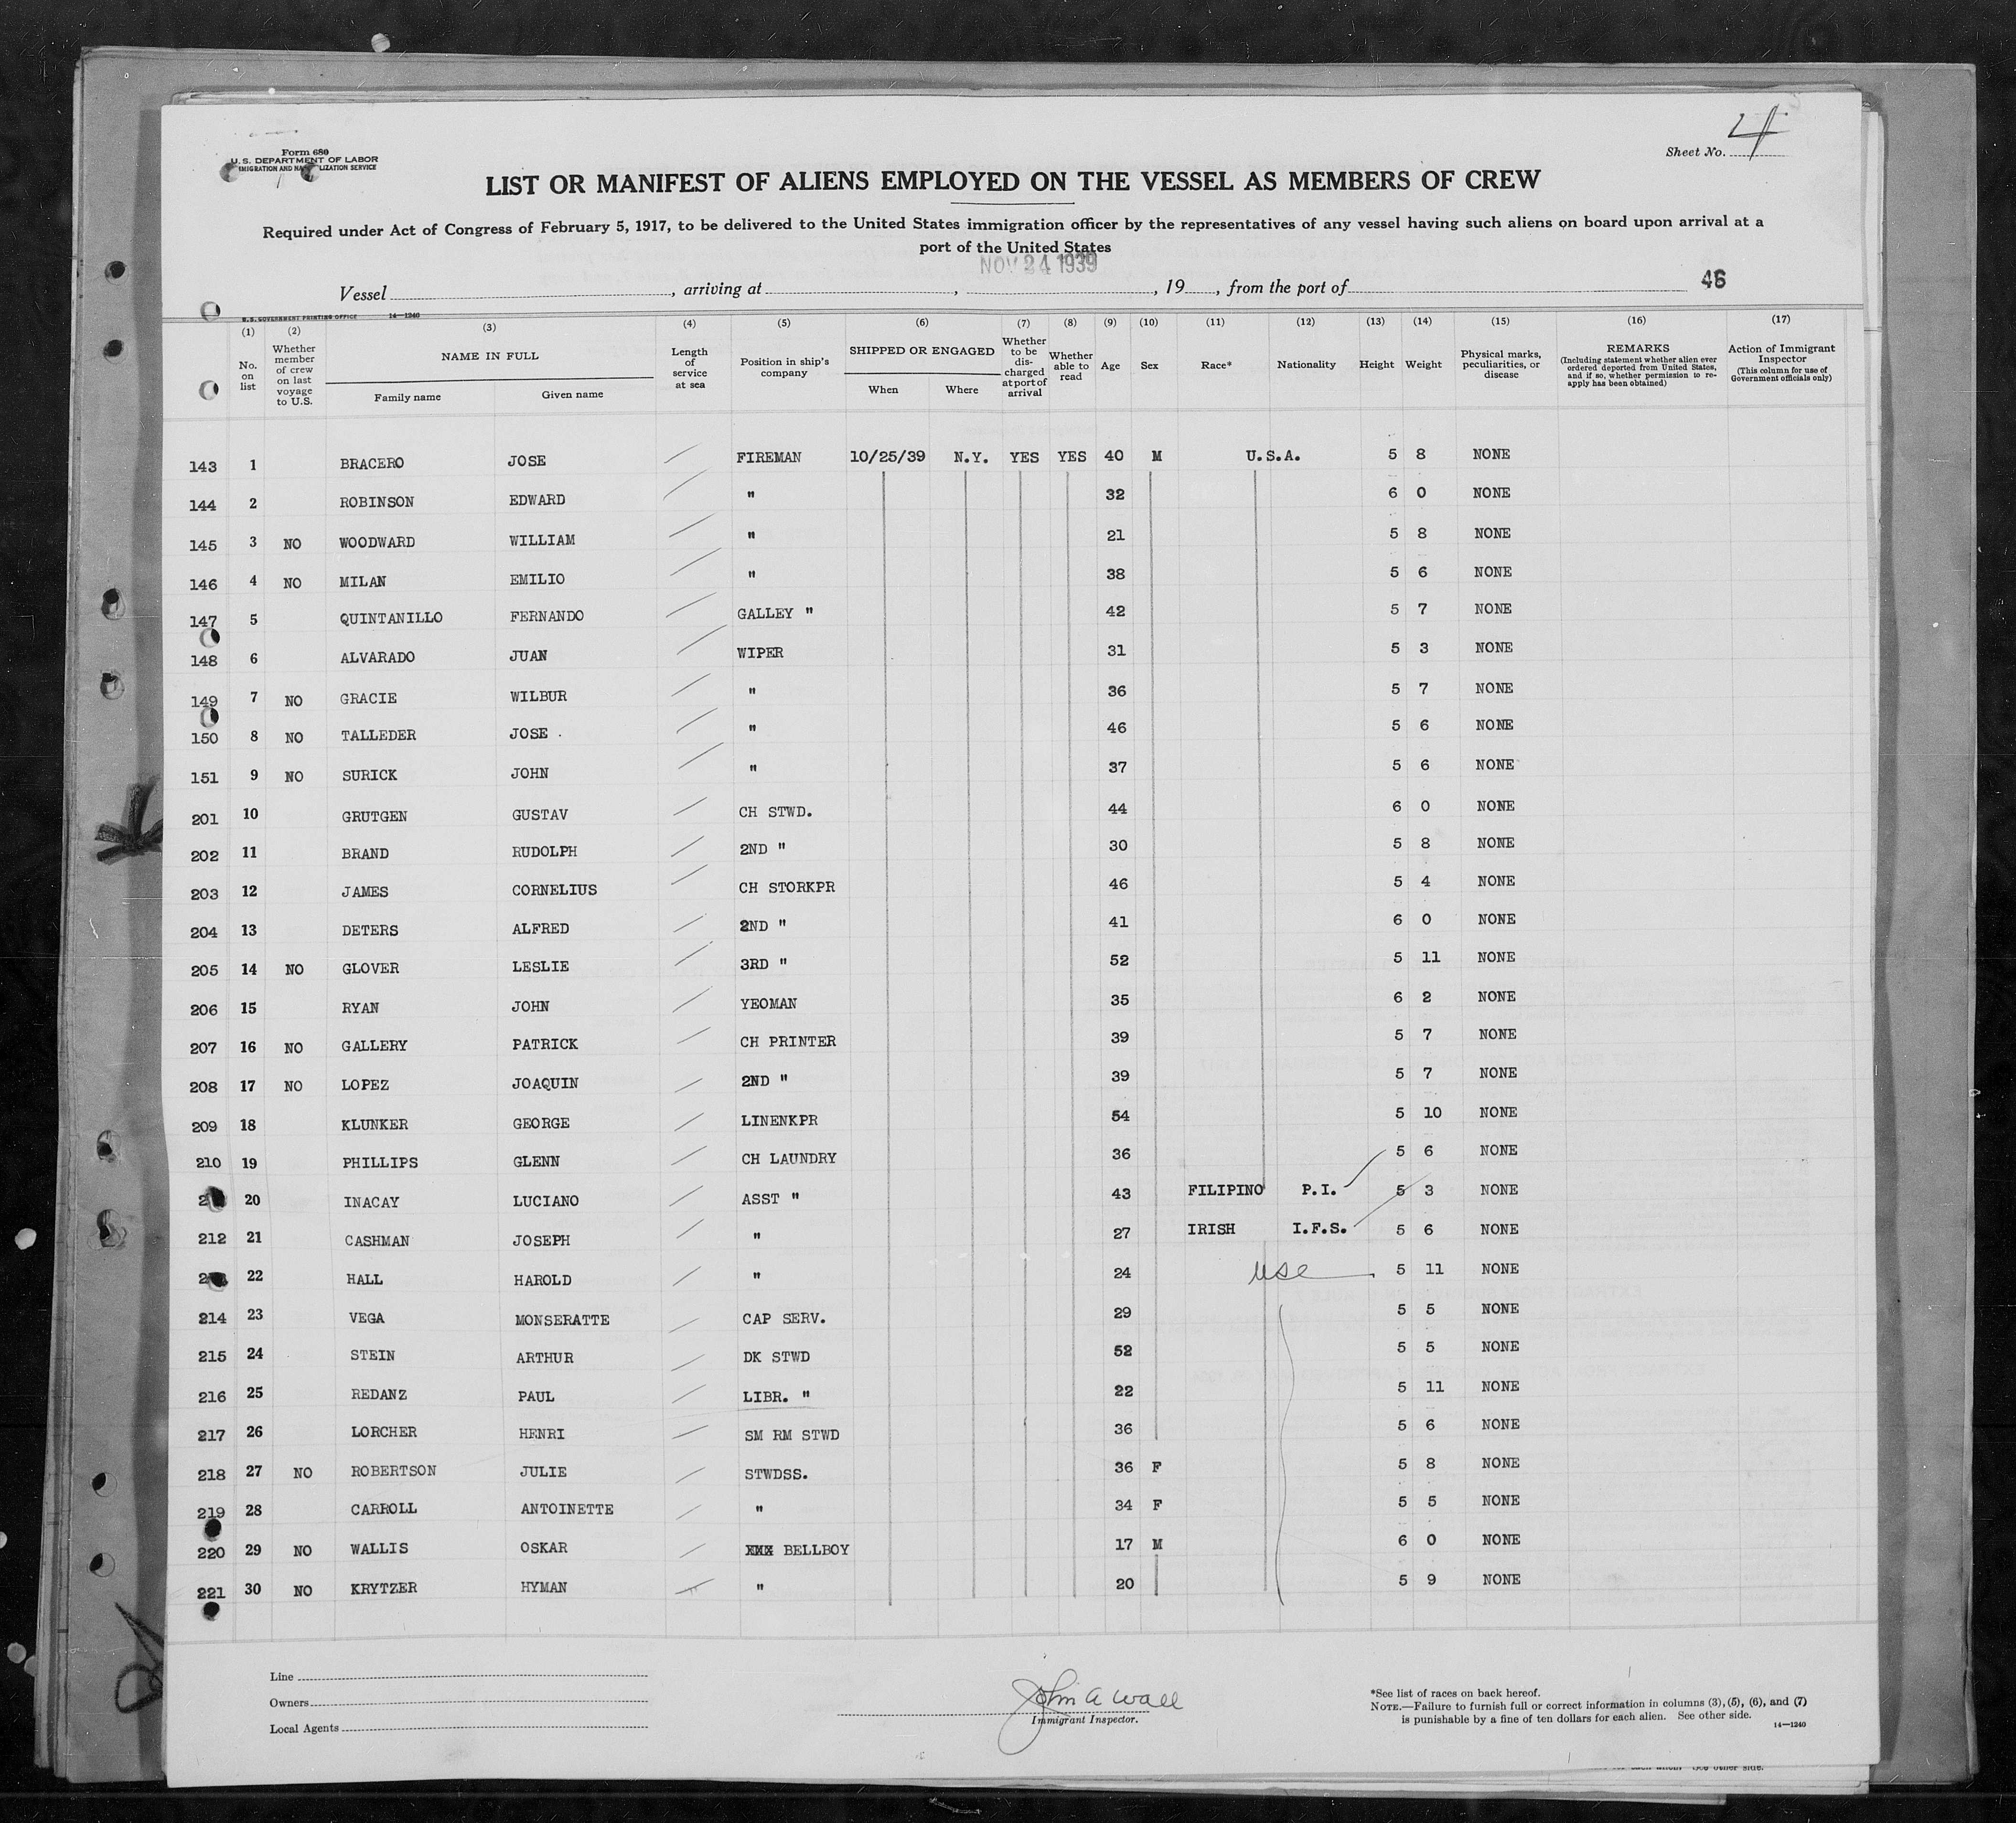 Form 680
U. S. DEPARTMENT OF LABOR
Sheet No. 4
LIST OR MANIFEST OF ALIENS EMPLOYED ON THE VESSEL AS MEMBERS OF CREW
Required under Act of Congress of February 5, 1917, to be delivered to the United States immigration officer by the representatives of any vessel having such aliens on board upon arrival at a
port of the United States
NOV 24 1939
Vessel , arriving at , , 19 , from the port of 46
U.S. GOVERNMENT PRINTING OFFICE 14—1240
(1) (2) (3) (4) (5) (6) (7) (8) (9) (10) (11) (12) (13) (14) (15) (16) (17)
No. on list
Whether member of crew on last voyage to U.S.
NAME IN FULL
Family name Given name
Length of service at sea
Position in ship's company
SHIPPED OR ENGAGED
When Where
Whether to be discharged at port of arrival
Whether able to read
Age Sex Race* Nationality Height Weight
Physical marks, peculiarities, or disease
REMARKS
(Including statement whether alien ever ordered deported from United States, and if so, whether permission to reapply has been obtained)
Action of Immigrant Inspector
(This column for use of Government officials only)
143 1 BRACERO JOSE FIREMAN 10/25/39 N.Y. YES YES 40 M U.S.A. 5 8 NONE
144 2 ROBINSON EDWARD " 32 6 0 NONE
145 3 NO WOODWARD WILLIAM " 21 5 8 NONE
146 4 NO MILAN EMILIO " 38 5 6 NONE
147 5 QUINTANILLO FERNANDO GALLEY " 42 5 7 NONE
148 6 ALVARADO JUAN WIPER 31 5 3 NONE
149 7 NO GRACIE WILBUR " 36 5 7 NONE
150 8 NO TALLEDER JOSE " 46 5 6 NONE
151 9 NO SURICK JOHN " 37 5 6 NONE
201 10 GRUTGEN GUSTAV CH STWD. 44 6 0 NONE
202 11 BRAND RUDOLPH 2ND " 30 5 8 NONE
203 12 JAMES CORNELIUS CH STORKPR 46 5 4 NONE
204 13 DETERS ALFRED 2ND " 41 6 0 NONE
205 14 NO GLOVER LESLIE 3RD " 52 5 11 NONE
206 15 RYAN JOHN YEOMAN 35 6 2 NONE
207 16 NO GALLERY PATRICK CH PRINTER 39 5 7 NONE
208 17 NO LOPEZ JOAQUIN 2ND " 39 5 7 NONE
209 18 KLUNKER GEORGE LINENKPR 54 5 10 NONE
210 19 PHILLIPS GLENN CH LAUNDRY 36 5 6 NONE
20 INACAY LUCIANO ASST " 43 FILIPINO P.I. 5 3 NONE
212 21 CASHMAN JOSEPH " 27 IRISH I.F.S. 5 6 NONE
22 HALL HAROLD " 24 USC 5 11 NONE
214 23 VEGA MONSERATTE CAP SERV. 29 5 5 NONE
215 24 STEIN ARTHUR DK STWD 52 5 5 NONE
216 25 REDANZ PAUL LIBR. " 22 5 11 NONE
217 26 LORCHER HENRI SM RM STWD 36 5 6 NONE
218 27 NO ROBERTSON JULIE STWDSS. 36 F 5 8 NONE
219 28 CARROLL ANTOINETTE " 34 F 5 5 NONE
220 29 NO WALLIS OSKAR BELLBOY 17 M 6 0 NONE
221 30 NO KRYTZER HYMAN " 20 5 9 NONE
Line
Owners
Local Agents
John A Wall
Immigrant Inspector.
*See list of races on back hereof.
NOTE.—Failure to furnish full or correct information in columns (3), (5), (6), and (7)
is punishable by a fine of ten dollars for each alien. See other side.
14—1240